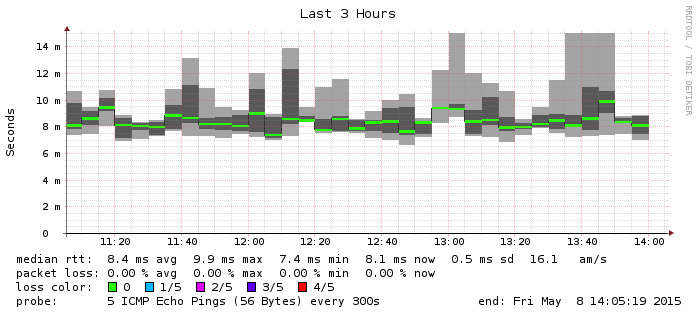 Last 3 Hours
RRDTOOL / TOBI OETIKER
Seconds
14 m
12 m
10 m
8 m
6 m
4 m
2 m
0
11:20 11:40 12:00 12:20 12:40 13:00 13:20 13:40 14:00
median rtt: 8.4 ms avg 9.9 ms max 7.4 ms min 8.1 ms now 0.5 ms sd 16.1 am/s
packet loss: 0.00 % avg 0.00 % max 0.00 % min 0.00 % now
loss color: 0 1/5 2/5 3/5 4/5
probe: 5 ICMP Echo Pings (56 Bytes) every 300s end: Fri May 8 14:05:19 2015